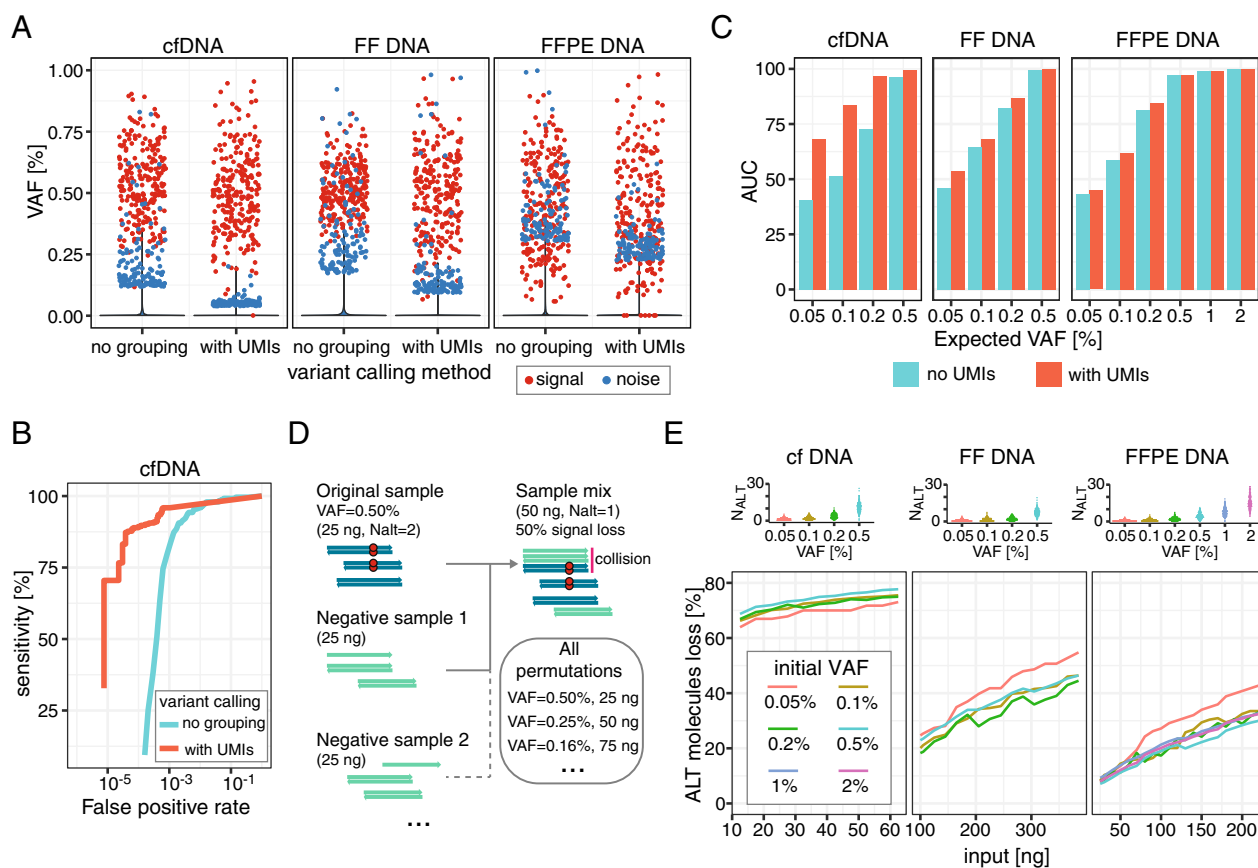 A
cfDNA
FF DNA
FFPE DNA
VAF [%]
1.00
0.75
0.50
0.25
0.00
no grouping
with UMIs
no grouping
with UMIs
no grouping
with UMIs
variant calling method
signal
noise
C
cfDNA
FF DNA
FFPE DNA
AUC
100
75
50
25
0
0.05 0.1 0.2 0.5
0.05 0.1 0.2 0.5
0.05 0.1 0.2 0.5 1 2
Expected VAF [%]
no UMIs
with UMIs
B
cfDNA
sensitivity [%]
100
75
50
25
variant calling
no grouping
with UMIs
10-5 10-3 10-1
False positive rate
D
Original sample
VAF=0.50%
(25 ng, Nalt=2)
Sample mix
(50 ng, Nalt=1)
50% signal loss
collision
Negative sample 1
(25 ng)
Negative sample 2
(25 ng)
...
All
permutations
VAF=0.50%, 25 ng
VAF=0.25%, 50 ng
VAF=0.16%, 75 ng
...
E
cf DNA
FF DNA
FFPE DNA
NALT
30
0
0.05 0.1 0.2 0.5
VAF [%]
NALT
30
0
0.05 0.1 0.2 0.5
VAF [%]
NALT
30
0
0.05 0.1 0.2 0.5 1 2
VAF [%]
ALT molecules loss [%]
80
60
40
20
0
initial VAF
0.05% 0.1%
0.2% 0.5%
1% 2%
10 20 30 40 50 60
100 200 300
50 100 150 200
input [ng]